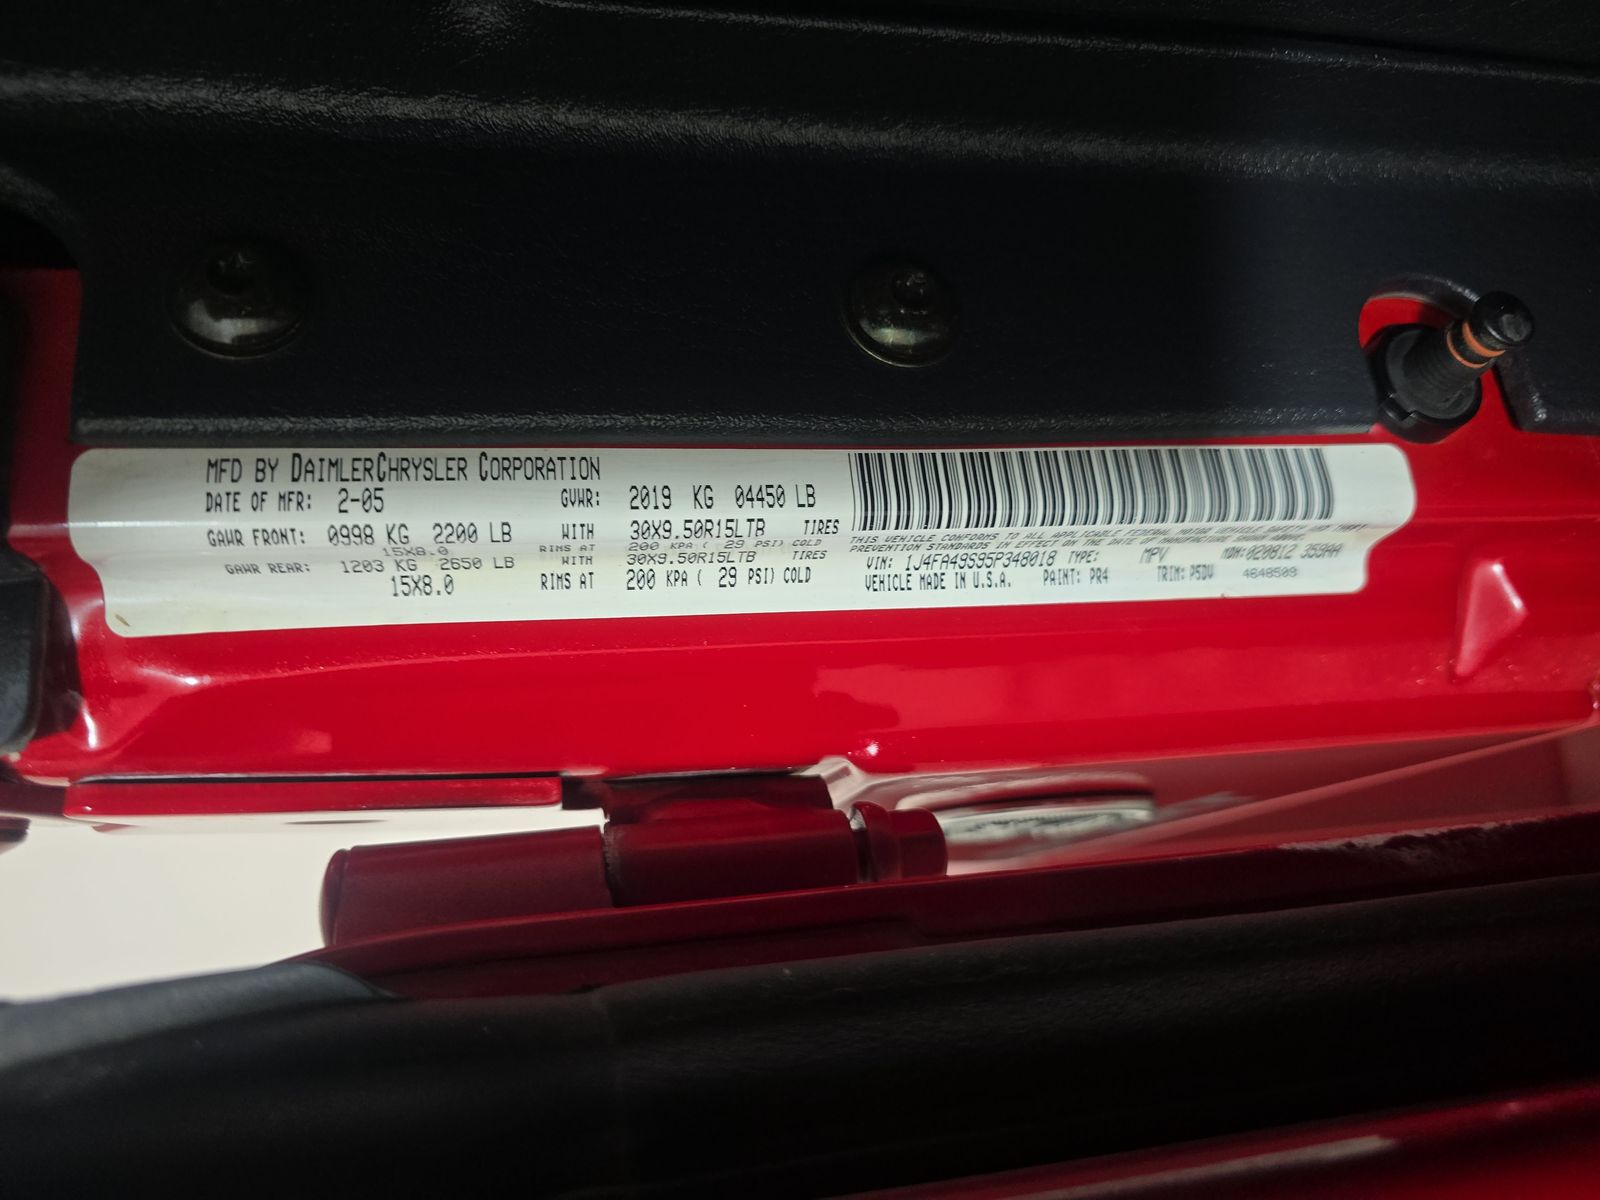 MFD BY DAIMLERCHRYSLER CORPORATION
DATE OF MFR: 2-05 GVWR: 2019 KG 04450 LB
GAWR FRONT: 0998 KG 2200 LB WITH 30X9.50R15LTB TIRES
15X8.0 RIMS AT 200 KPA ( 29 PSI) COLD
GAWR REAR: 1203 KG 2650 LB WITH 30X9.50R15LTB TIRES
15X8.0 RIMS AT 200 KPA ( 29 PSI) COLD
THIS VEHICLE CONFORMS TO ALL APPLICABLE FEDERAL MOTOR VEHICLE SAFETY AND THEFT
PREVENTION STANDARDS IN EFFECT ON THE DATE OF MANUFACTURE SHOWN ABOVE.
VIN: 1J4FA49S95P348018 TYPE: MPV MDH: 020812 359AA
VEHICLE MADE IN U.S.A. PAINT: PR4 TRIM: P5DV 4648509